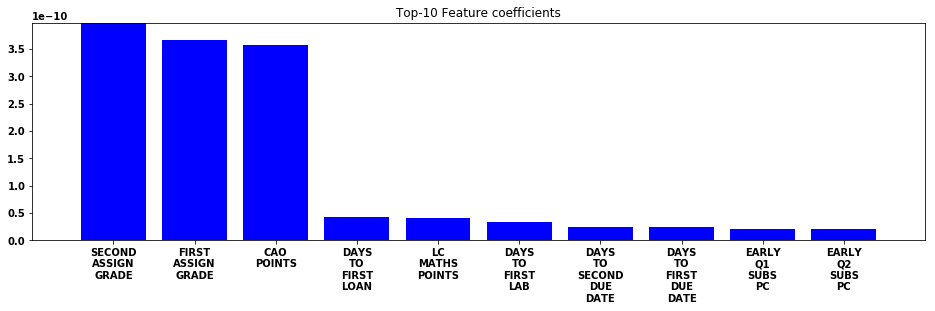 Top-10 Feature coefficients
1e−10
3.5
3.0
2.5
2.0
1.5
1.0
0.5
0.0
SECOND
ASSIGN
GRADE
FIRST
ASSIGN
GRADE
CAO
POINTS
DAYS
TO
FIRST
LOAN
LC
MATHS
POINTS
DAYS
TO
FIRST
LAB
DAYS
TO
SECOND
DUE
DATE
DAYS
TO
FIRST
DUE
DATE
EARLY
Q1
SUBS
PC
EARLY
Q2
SUBS
PC